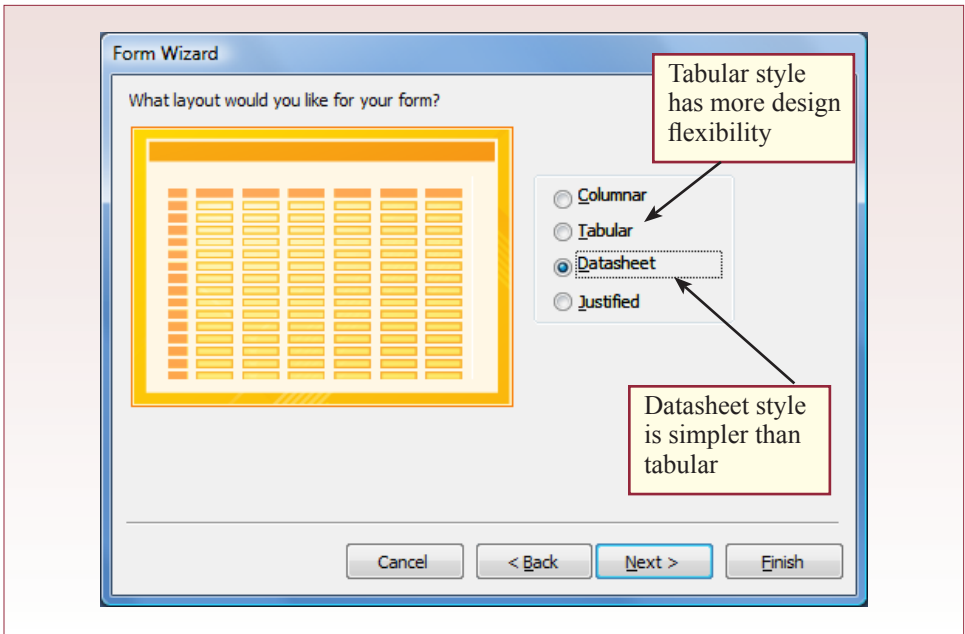 Form Wizard
What layout would you like for your form?
Tabular style
has more design
flexibility
Columnar
Tabular
Datasheet
Justified
Datasheet style
is simpler than
tabular
Cancel
< Back
Next >
Finish